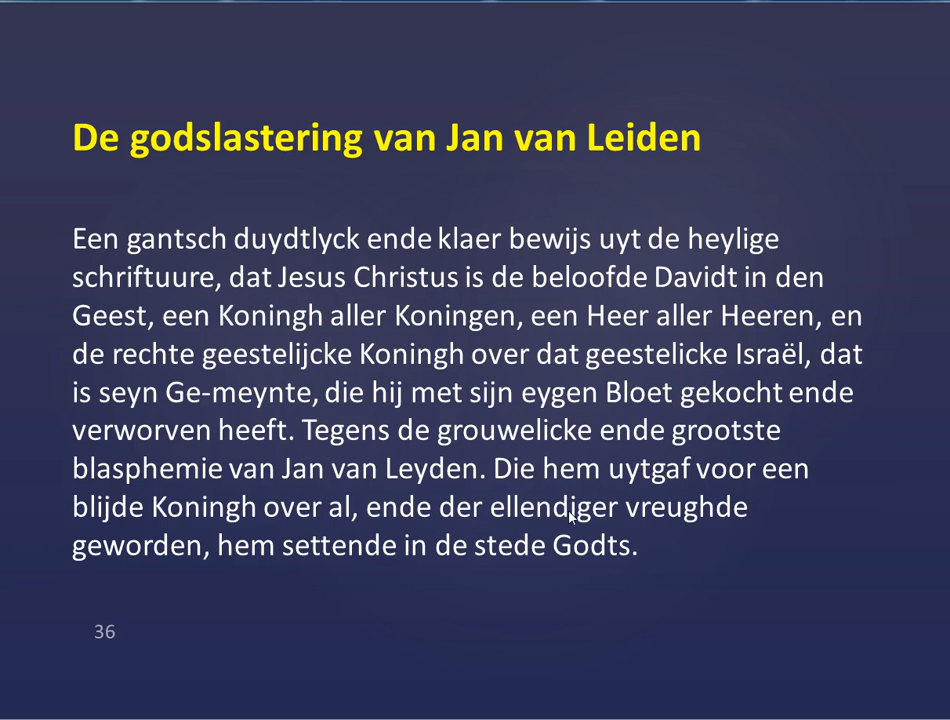 De godslastering van Jan van Leiden
Een gantsch duydtlyck ende klaer bewijs uyt de heylige
schriftuure, dat Jesus Christus is de beloofde Davidt in den
Geest, een Koningh aller Koningen, een Heer aller Heeren, en
de rechte geestelijcke Koningh over dat geestelicke Israël, dat
is seyn Ge-meynte, die hij met sijn eygen Bloet gekocht ende
verworven heeft. Tegens de grouwelicke ende grootste
blasphemie van Jan van Leyden. Die hem uytgaf voor een
blijde Koningh over al, ende der ellendiger vreughde
geworden, hem settende in de stede Godts.
36